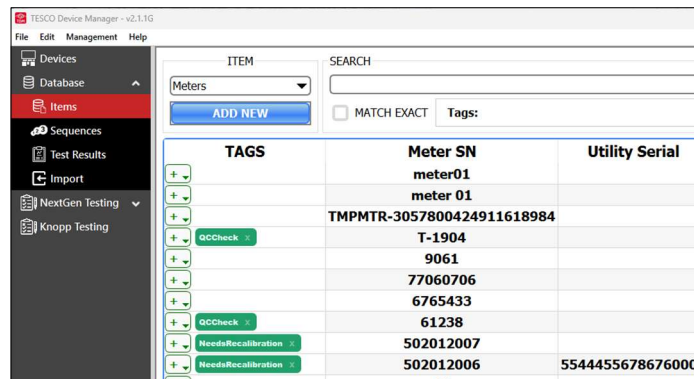 TESCO Device Manager - v2.1.1G
File Edit Management Help
Devices
Database
Items
Sequences
Test Results
Import
NextGen Testing
Knopp Testing
ITEM
Meters
ADD NEW
SEARCH
MATCH EXACT Tags:
TAGS Meter SN Utility Serial
+ meter01
+ meter 01
+ TMPMTR-3057800424911618984
+ QCCheck x T-1904
+ 9061
+ 77060706
+ 6765433
+ QCCheck x 61238
+ NeedsRecalibration x 502012007
+ NeedsRecalibration x 502012006 5544455678676000